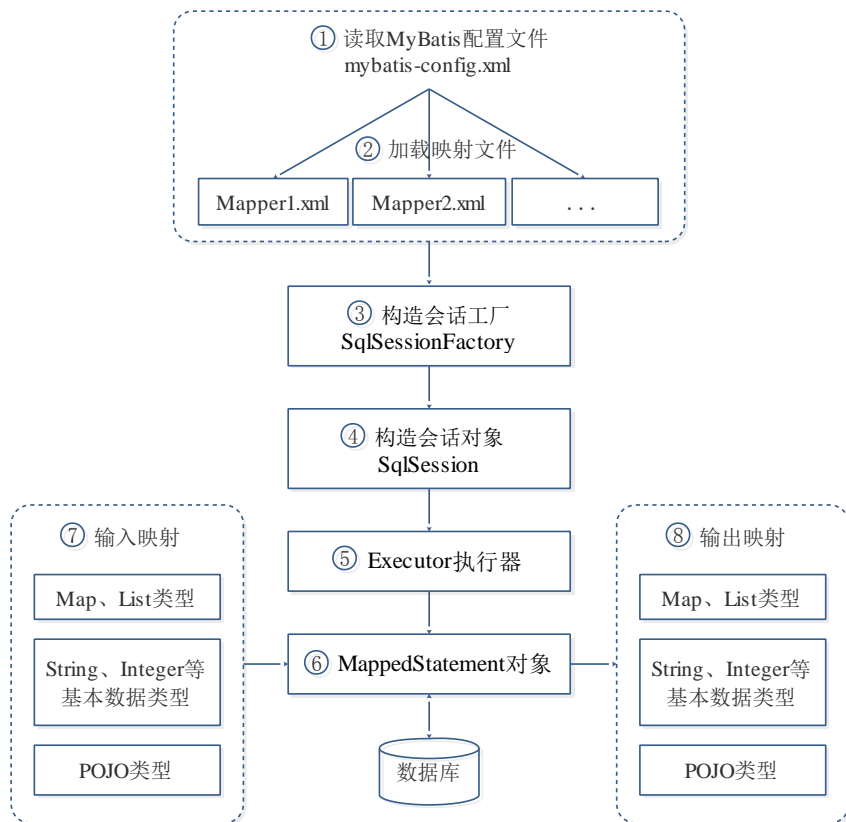 ① 读取MyBatis配置文件
mybatis-config.xml
② 加载映射文件
Mapper1.xml
Mapper2.xml
...
③ 构造会话工厂
SqlSessionFactory
④ 构造会话对象
SqlSession
⑤ Executor执行器
⑥ MappedStatement对象
数据库
⑦ 输入映射
Map、List类型
String、Integer等
基本数据类型
POJO类型
⑧ 输出映射
Map、List类型
String、Integer等
基本数据类型
POJO类型